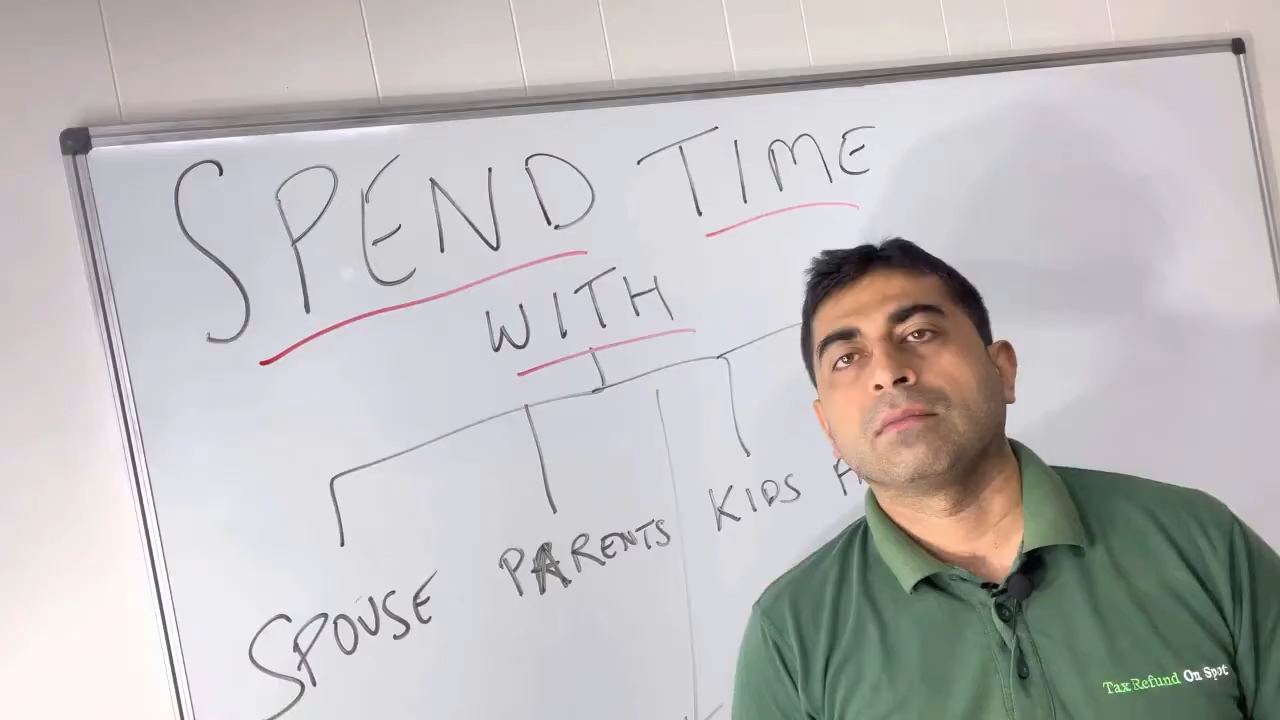 SPEND TIME
WITH
SPOUSE PARENTS KIDS
Tax Refund On Spot